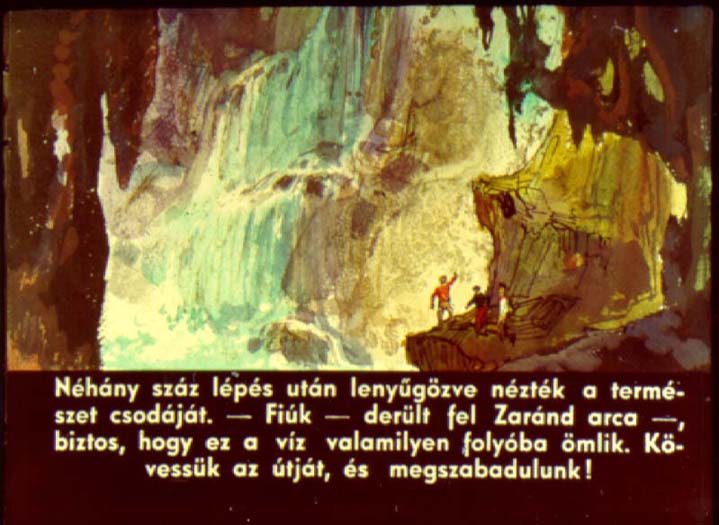 Néhány száz lépés után lenyűgözve nézték a termé-
szet csodáját. — Fiúk — derült fel Zaránd arca —,
biztos, hogy ez a víz valamilyen folyóba ömlik. Kö-
vessük az útját, és megszabadulunk!